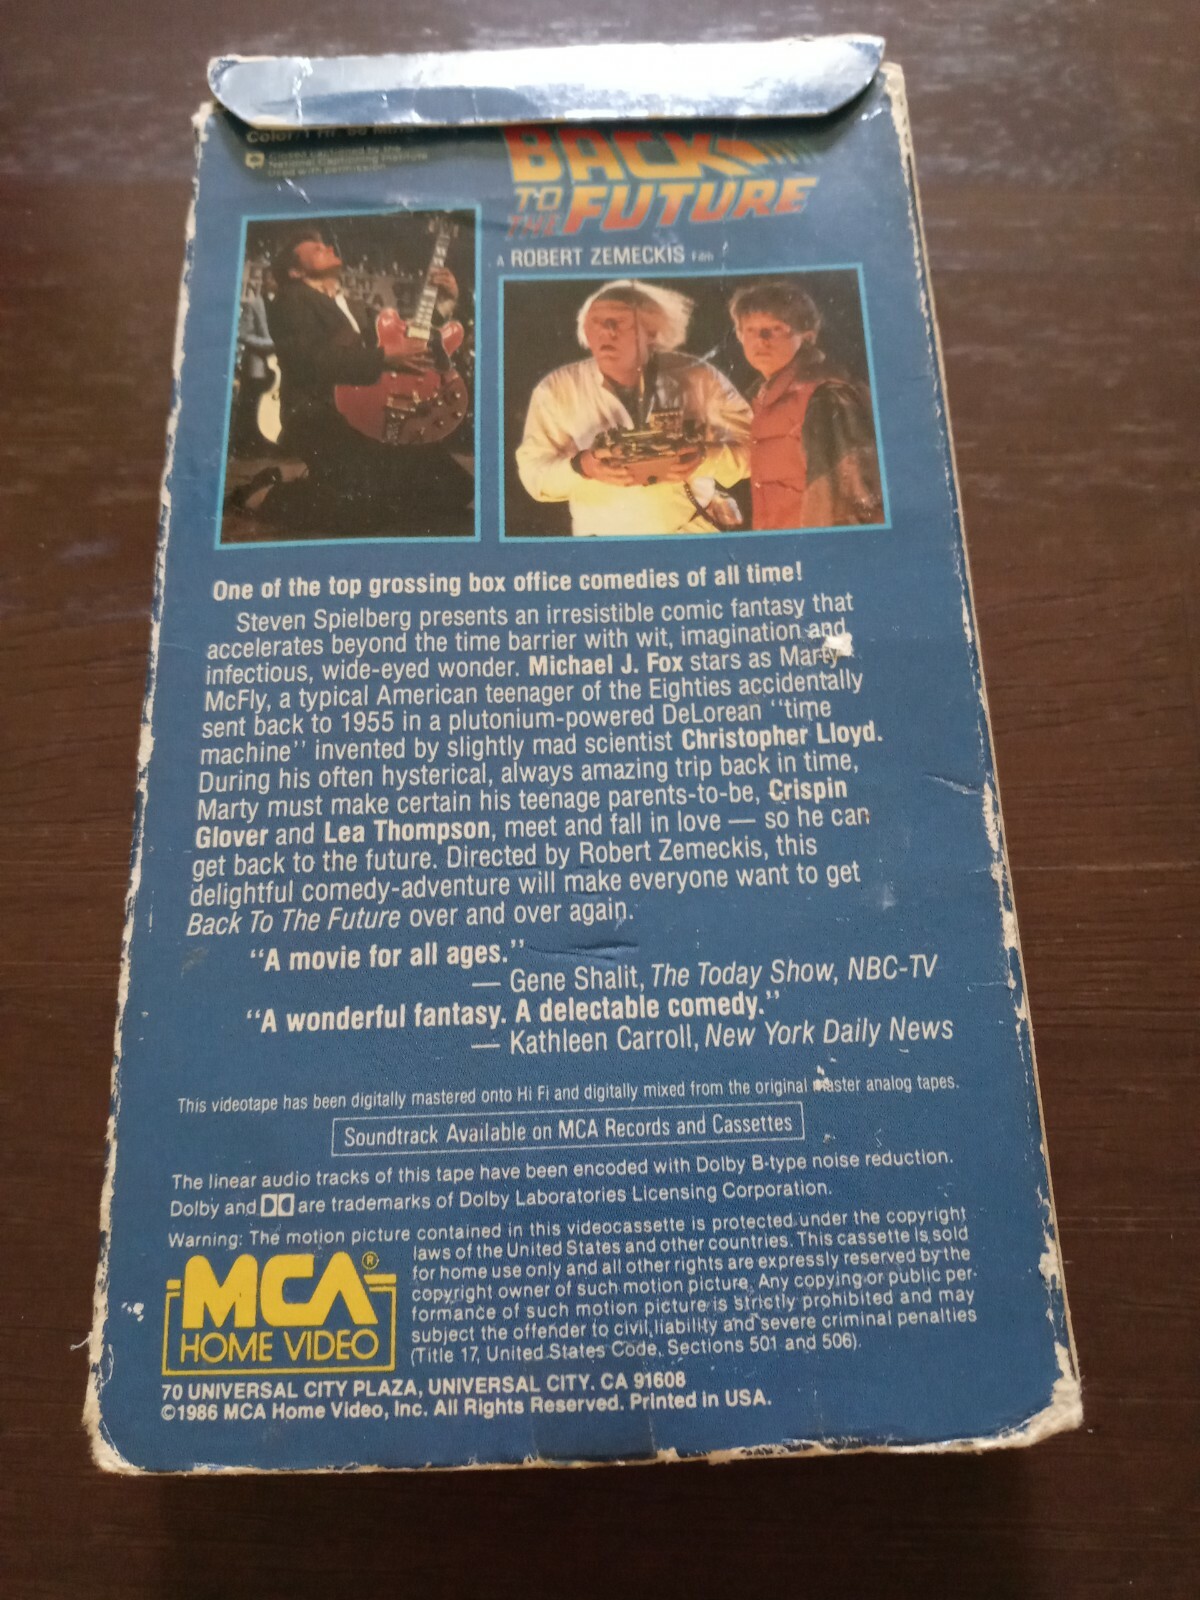 Color/1 Hr. 56 Mins.
Closed captioned by the
National Captioning Institute
Used with permission
BACK
TO
THE FUTURE
A ROBERT ZEMECKIS Film
One of the top grossing box office comedies of all time!
Steven Spielberg presents an irresistible comic fantasy that
accelerates beyond the time barrier with wit, imagination and
infectious, wide-eyed wonder. Michael J. Fox stars as Marty
McFly, a typical American teenager of the Eighties accidentally
sent back to 1955 in a plutonium-powered DeLorean "time
machine" invented by slightly mad scientist Christopher Lloyd.
During his often hysterical, always amazing trip back in time,
Marty must make certain his teenage parents-to-be, Crispin
Glover and Lea Thompson, meet and fall in love — so he can
get back to the future. Directed by Robert Zemeckis, this
delightful comedy-adventure will make everyone want to get
Back To The Future over and over again.
"A movie for all ages."
— Gene Shalit, The Today Show, NBC-TV
"A wonderful fantasy. A delectable comedy."
— Kathleen Carroll, New York Daily News
This videotape has been digitally mastered onto Hi Fi and digitally mixed from the original master analog tapes.
Soundtrack Available on MCA Records and Cassettes
The linear audio tracks of this tape have been encoded with Dolby B-type noise reduction.
Dolby and DD are trademarks of Dolby Laboratories Licensing Corporation.
Warning: The motion picture contained in this videocassette is protected under the copyright
laws of the United States and other countries. This cassette is sold
for home use only and all other rights are expressly reserved by the
copyright owner of such motion picture. Any copying or public per-
formance of such motion picture is strictly prohibited and may
subject the offender to civil liability and severe criminal penalties
(Title 17, United States Code, Sections 501 and 506).
MCA®
HOME VIDEO
70 UNIVERSAL CITY PLAZA, UNIVERSAL CITY. CA 91608
©1986 MCA Home Video, Inc. All Rights Reserved. Printed in USA.